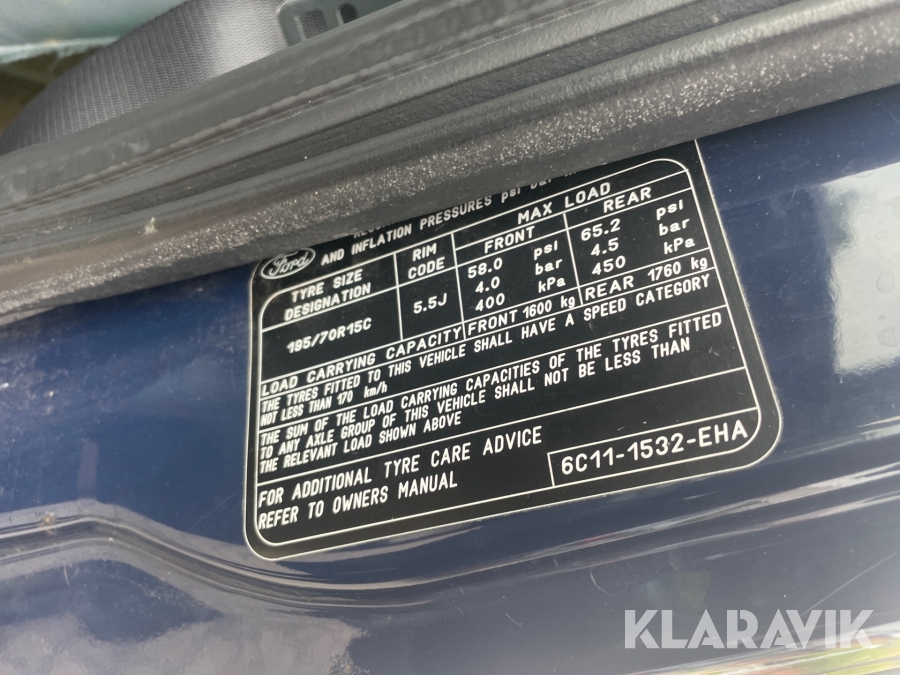 AND INFLATION PRESSURES psi bar
Ford
TYRE SIZE DESIGNATION
RIM CODE
MAX LOAD
FRONT
REAR
195/70R15C
5.5J
58.0 psi
4.0 bar
400 kPa
65.2 psi
4.5 bar
450 kPa
LOAD CARRYING CAPACITY FRONT 1600 kg REAR 1760 kg
THE TYRES FITTED TO THIS VEHICLE SHALL HAVE A SPEED CATEGORY
NOT LESS THAN 170 km/h
THE SUM OF THE LOAD CARRYING CAPACITIES OF THE TYRES FITTED
TO ANY AXLE GROUP OF THIS VEHICLE SHALL NOT BE LESS THAN
THE RELEVANT LOAD SHOWN ABOVE
FOR ADDITIONAL TYRE CARE ADVICE
REFER TO OWNERS MANUAL
6C11-1532-EHA
KLARAVIK